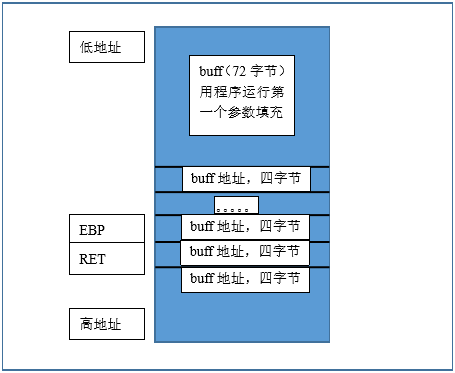 低地址
buff（72 字节）
用程序运行第
一个参数填充
buff 地址，四字节
。。。。。
EBP
buff 地址，四字节
RET
buff 地址，四字节
buff 地址，四字节
高地址